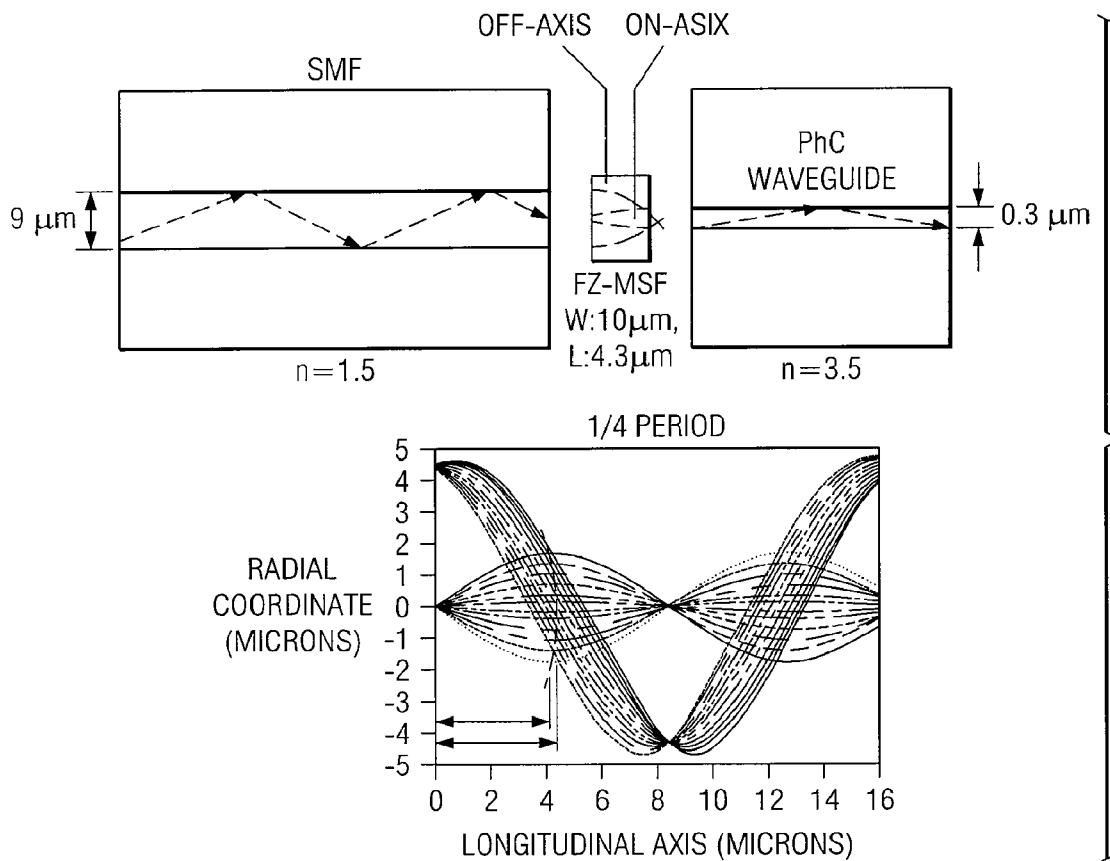 OFF-AXIS ON-ASIX
SMF
PhC
WAVEGUIDE
9 μm
0.3 μm
FZ-MSF
W:10μm,
L:4.3μm
n=1.5
n=3.5
1/4 PERIOD
5
4
3
2
1
0
-1
-2
-3
-4
-5
RADIAL
COORDINATE
(MICRONS)
0 2 4 6 8 10 12 14 16
LONGITUDINAL AXIS (MICRONS)